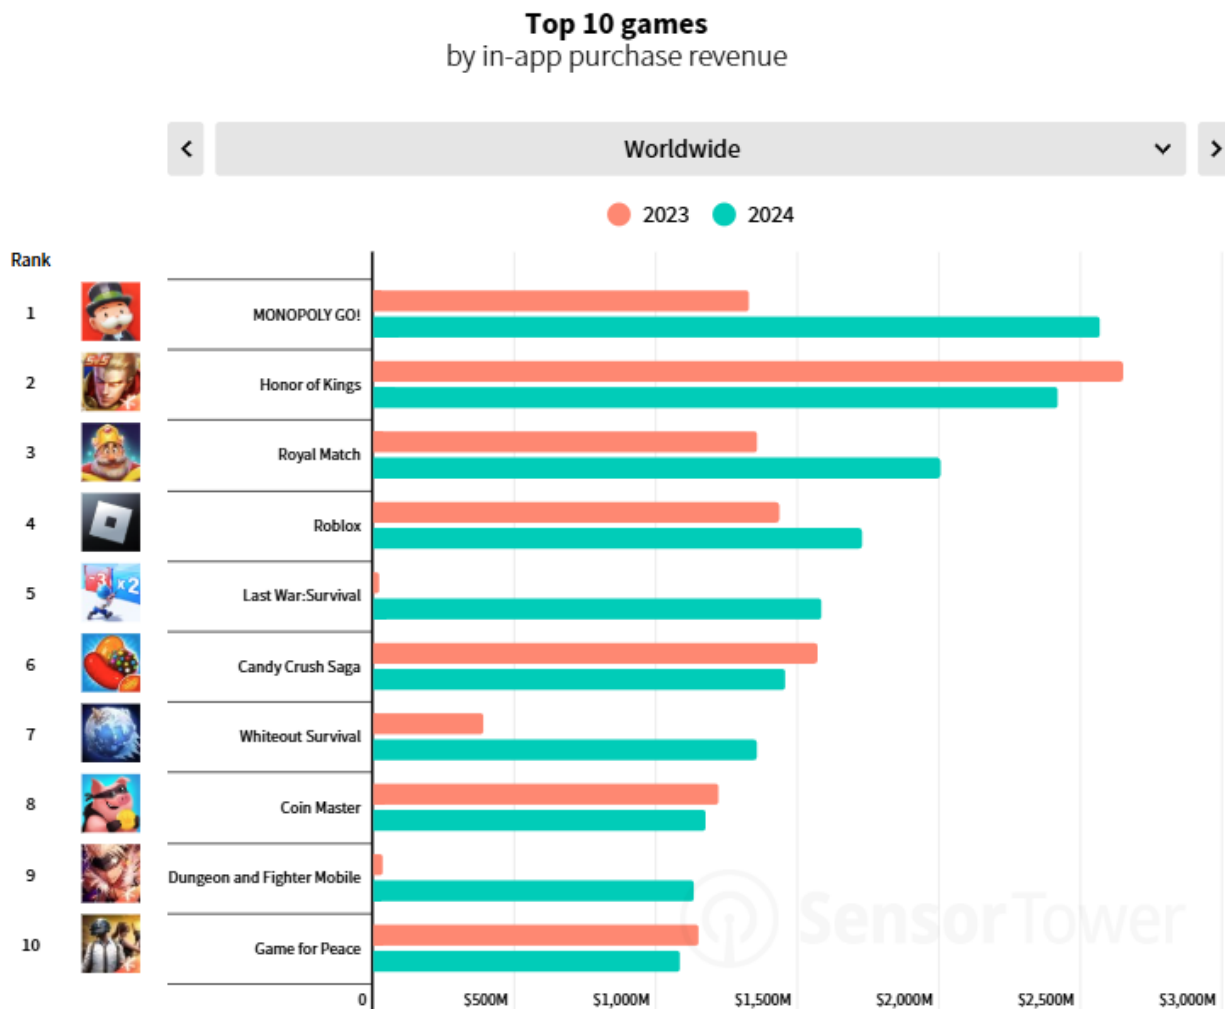 Top 10 games
by in-app purchase revenue
Worldwide
2023 2024
Rank
1 MONOPOLY GO!
2 Honor of Kings
3 Royal Match
4 Roblox
5 Last War:Survival
6 Candy Crush Saga
7 Whiteout Survival
8 Coin Master
9 Dungeon and Fighter Mobile
10 Game for Peace
SensorTower
0 $500M $1,000M $1,500M $2,000M $2,500M $3,000M